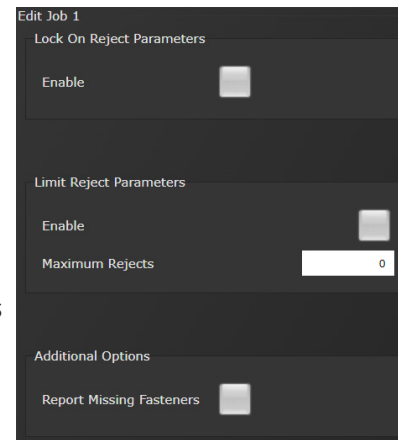 Edit Job 1
Lock On Reject Parameters
Enable
Limit Reject Parameters
Enable
Maximum Rejects 0
s
Additional Options
Report Missing Fasteners